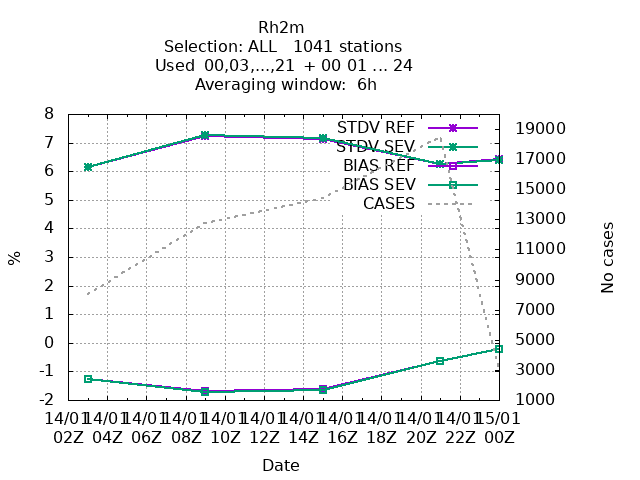 Rh2m
Selection: ALL   1041 stations
Used  00,03,...,21  + 00 01 ... 24
Averaging window:  6h
8
7
6
5
4
3
2
1
0
-1
-2
%
STDV REF
STDV SEV
BIAS REF
BIAS SEV
CASES
19000
17000
15000
13000
11000
9000
7000
5000
3000
1000
No cases
14/01 14/01 14/01 14/01 14/01 14/01 14/01 14/01 14/01 14/01 14/01 15/01
02Z 04Z 06Z 08Z 10Z 12Z 14Z 16Z 18Z 20Z 22Z 00Z
Date